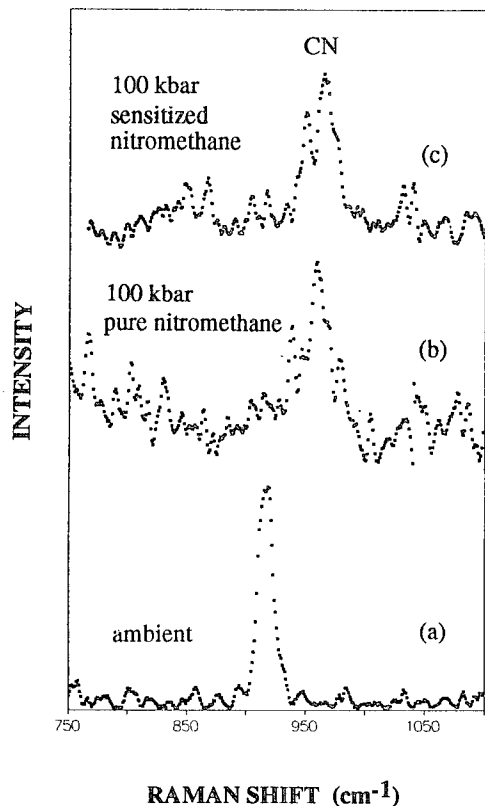 CN
100 kbar
sensitized
nitromethane
(c)
100 kbar
pure nitromethane
(b)
INTENSITY
ambient
(a)
750 850 950 1050
RAMAN SHIFT (cm-1)